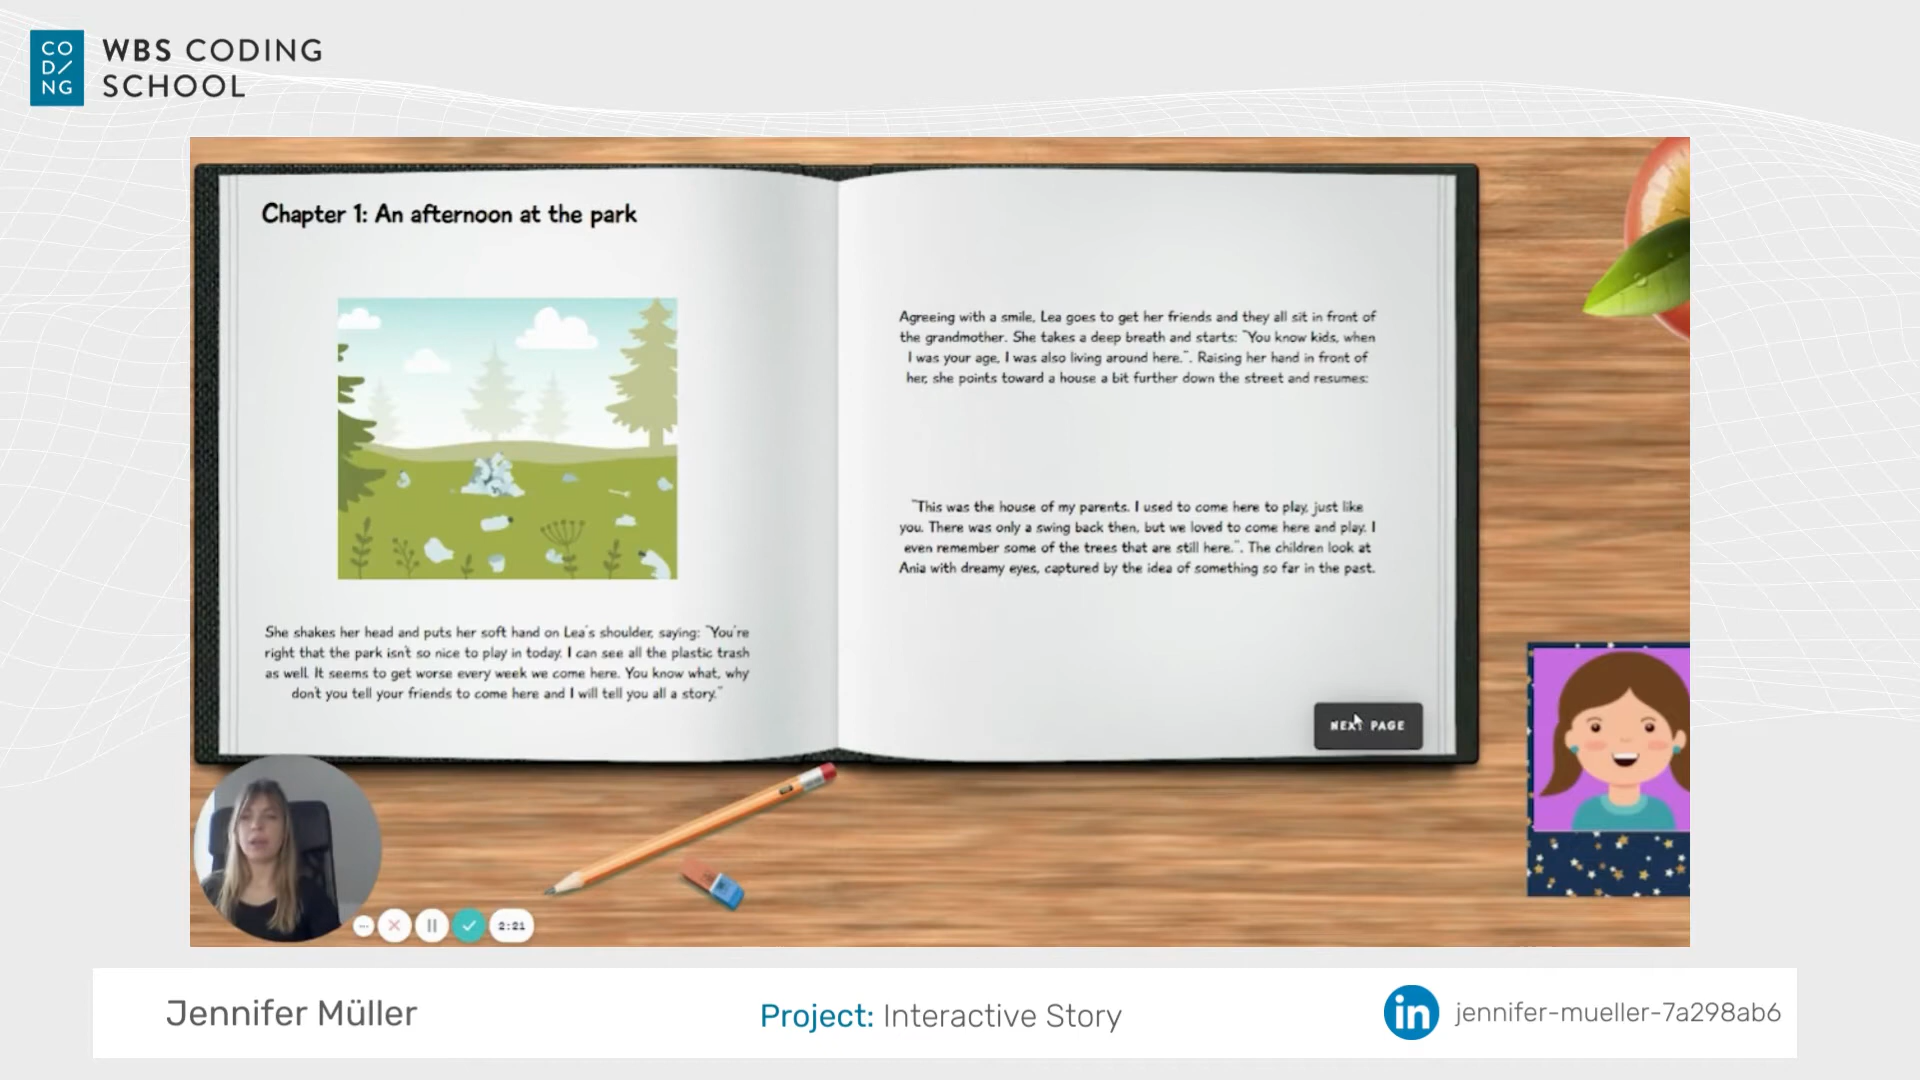 CO
D/
NG
WBS CODING
SCHOOL
Chapter 1: An afternoon at the park
She shakes her head and puts her soft hand on Lea's shoulder, saying: "You're
right that the park isn't so nice to play in today. I can see all the plastic trash
as well. It seems to get worse every week we come here. You know what, why
don't you tell your friends to come here and I will tell you all a story."
Agreeing with a smile, Lea goes to get her friends and they all sit in front of
the grandmother. She takes a deep breath and starts: "You know kids, when
I was your age, I was also living around here.". Raising her hand in front of
her, she points toward a house a bit further down the street and resumes:
"This was the house of my parents. I used to come here to play, just like
you. There was only a swing back then, but we loved to come here and play. I
even remember some of the trees that are still here.". The children look at
Ania with dreamy eyes, captured by the idea of something so far in the past.
NEXT PAGE
2:21
Jennifer Müller
Project: Interactive Story
in jennifer-mueller-7a298ab6